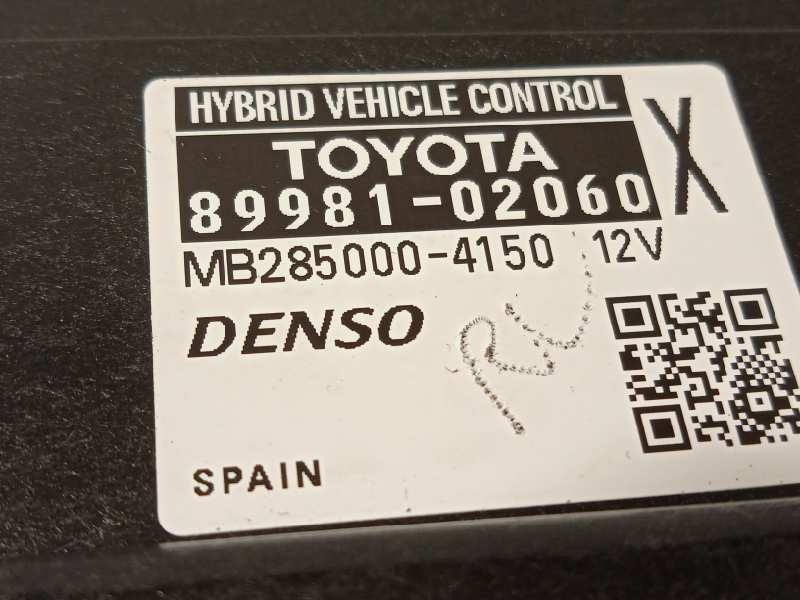 HYBRID VEHICLE CONTROL
TOYOTA X
89981-02060
MB285000-4150 12V
DENSO
SPAIN